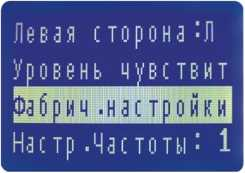 Левая сторона:Л
Уровень чувствит
Фабрич.настройки
Настр.Частоты: 1